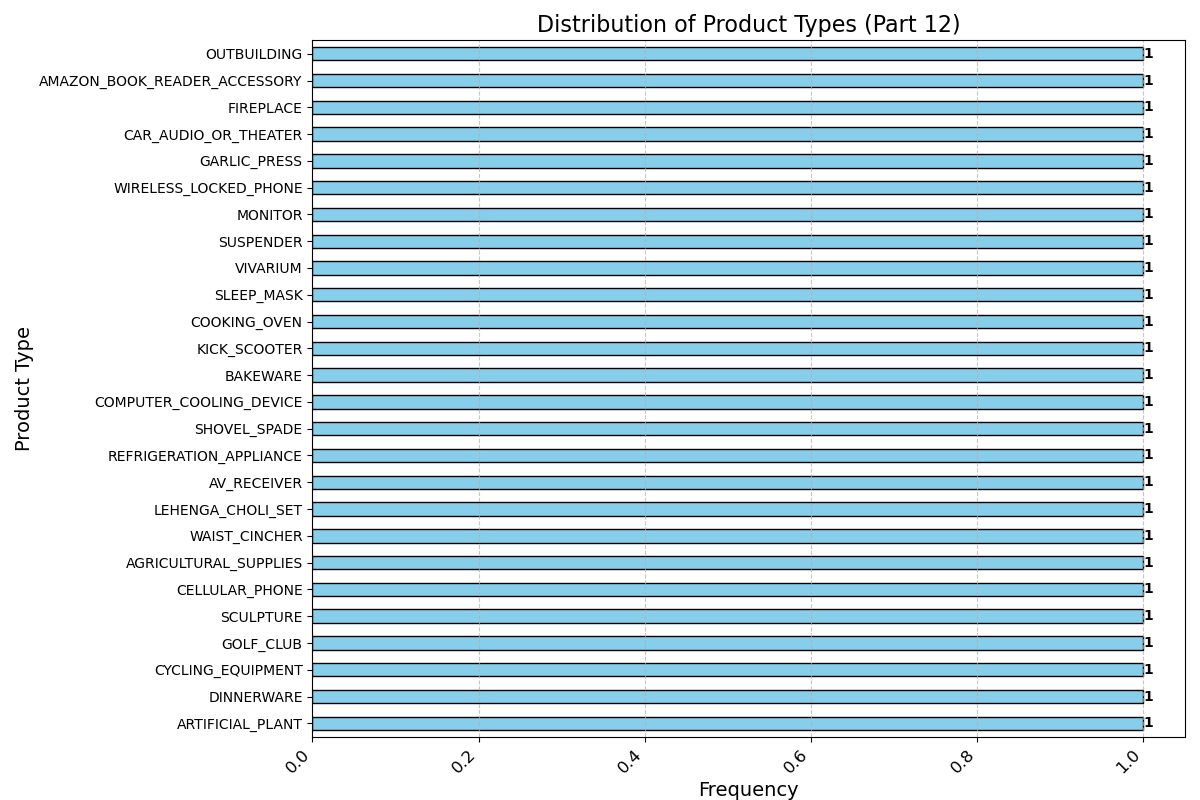 Distribution of Product Types (Part 12)
OUTBUILDING 1
AMAZON_BOOK_READER_ACCESSORY 1
FIREPLACE 1
CAR_AUDIO_OR_THEATER 1
GARLIC_PRESS 1
WIRELESS_LOCKED_PHONE 1
MONITOR 1
SUSPENDER 1
VIVARIUM 1
SLEEP_MASK 1
COOKING_OVEN 1
KICK_SCOOTER 1
BAKEWARE 1
COMPUTER_COOLING_DEVICE 1
SHOVEL_SPADE 1
REFRIGERATION_APPLIANCE 1
AV_RECEIVER 1
LEHENGA_CHOLI_SET 1
WAIST_CINCHER 1
AGRICULTURAL_SUPPLIES 1
CELLULAR_PHONE 1
SCULPTURE 1
GOLF_CLUB 1
CYCLING_EQUIPMENT 1
DINNERWARE 1
ARTIFICIAL_PLANT 1
Product Type
0.0 0.2 0.4 0.6 0.8 1.0
Frequency